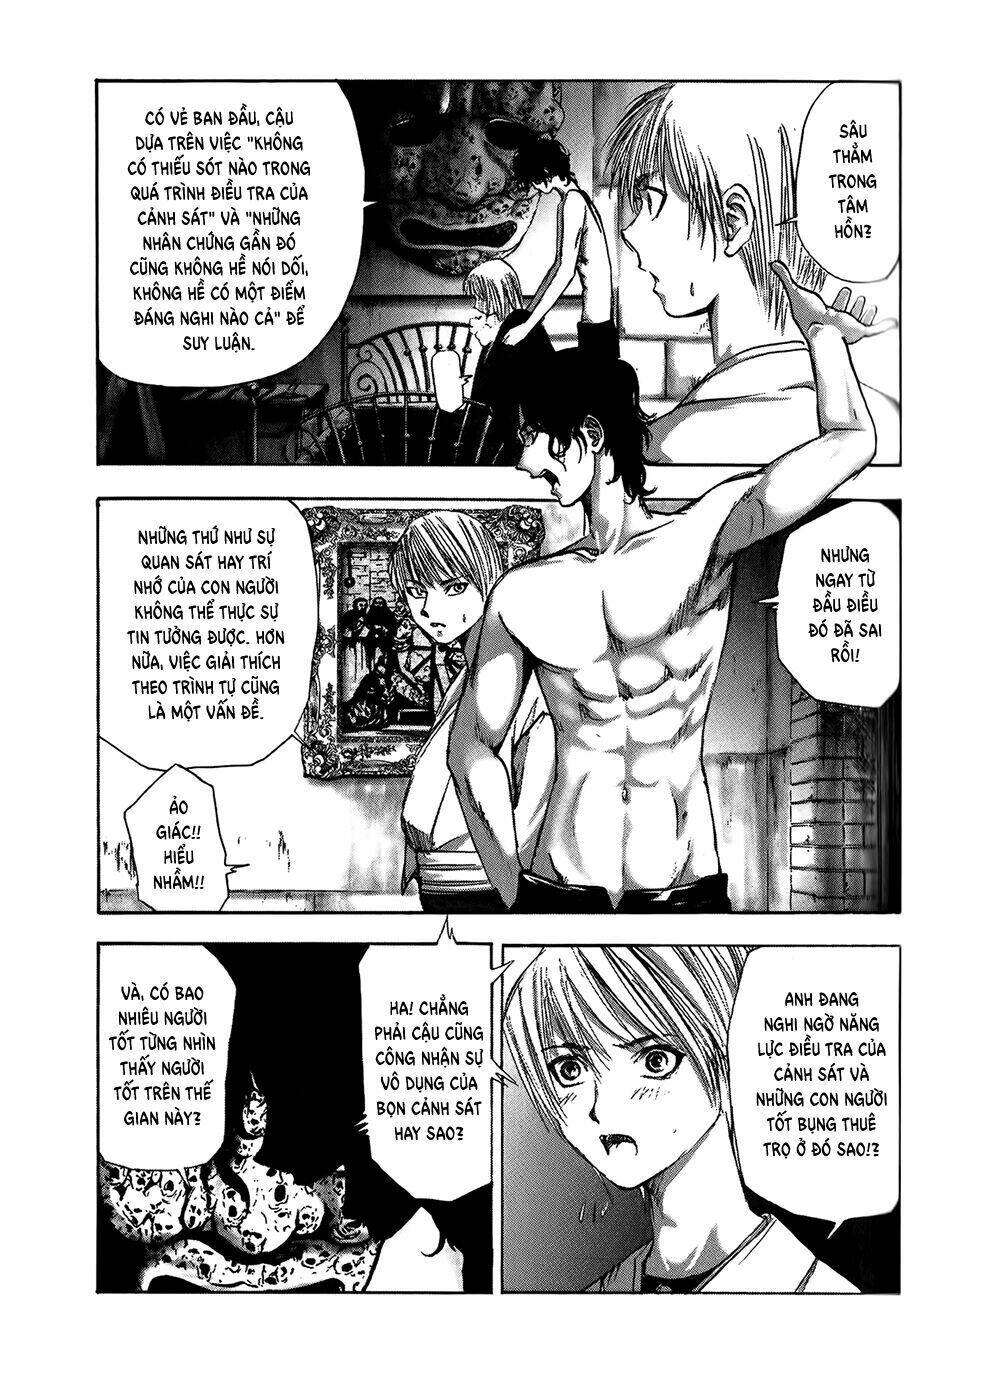 SÂU
THẲM
TRONG
TÂM
HỒN?
CÓ VẺ BAN ĐẦU, CẬU
DỰA TRÊN VIỆC "KHÔNG
CÓ THIẾU SÓT NÀO TRONG
QUÁ TRÌNH ĐIỀU TRA CỦA
CẢNH SÁT" VÀ "NHỮNG
NHÂN CHỨNG GẦN ĐÓ
CŨNG KHÔNG HỀ NÓI DỐI,
KHÔNG HỀ CÓ MỘT ĐIỂM
ĐÁNG NGHI NÀO CẢ" ĐỂ
SUY LUẬN.
NHƯNG
NGAY TỪ
ĐẦU ĐIỀU
ĐÓ ĐÃ SAI
RỒI!
NHỮNG THỨ NHƯ SỰ
QUAN SÁT HAY TRÍ
NHỚ CỦA CON NGƯỜI
KHÔNG THỂ THỰC SỰ
TIN TƯỞNG ĐƯỢC. HƠN
NỮA, VIỆC GIẢI THÍCH
THEO TRÌNH TỰ CŨNG
LÀ MỘT VẤN ĐỀ.
ẢO
GIÁC!!
HIỂU
NHẦM!!
ANH ĐANG
NGHI NGỜ NĂNG
LỰC ĐIỀU TRA CỦA
CẢNH SÁT VÀ
NHỮNG CON NGƯỜI
TỐT BỤNG THUÊ
TRỌ Ở ĐÓ SAO!?
HA! CHẲNG
PHẢI CẬU CŨNG
CÔNG NHẬN SỰ
VÔ DỤNG CỦA
BỌN CẢNH SÁT
HAY SAO?
VÀ, CÓ BAO
NHIÊU NGƯỜI
TỐT TỪNG NHÌN
THẤY NGƯỜI
TỐT TRÊN THẾ
GIAN NÀY?